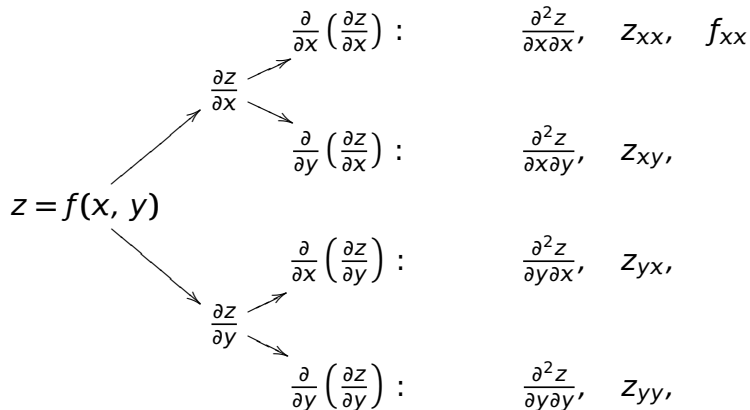 ∂/∂x (∂z/∂x) : ∂²z/∂x∂x, z_xx, f_xx
∂z/∂x
∂/∂y (∂z/∂x) : ∂²z/∂x∂y, z_xy,
z = f(x, y)
∂/∂x (∂z/∂y) : ∂²z/∂y∂x, z_yx,
∂z/∂y
∂/∂y (∂z/∂y) : ∂²z/∂y∂y, z_yy,